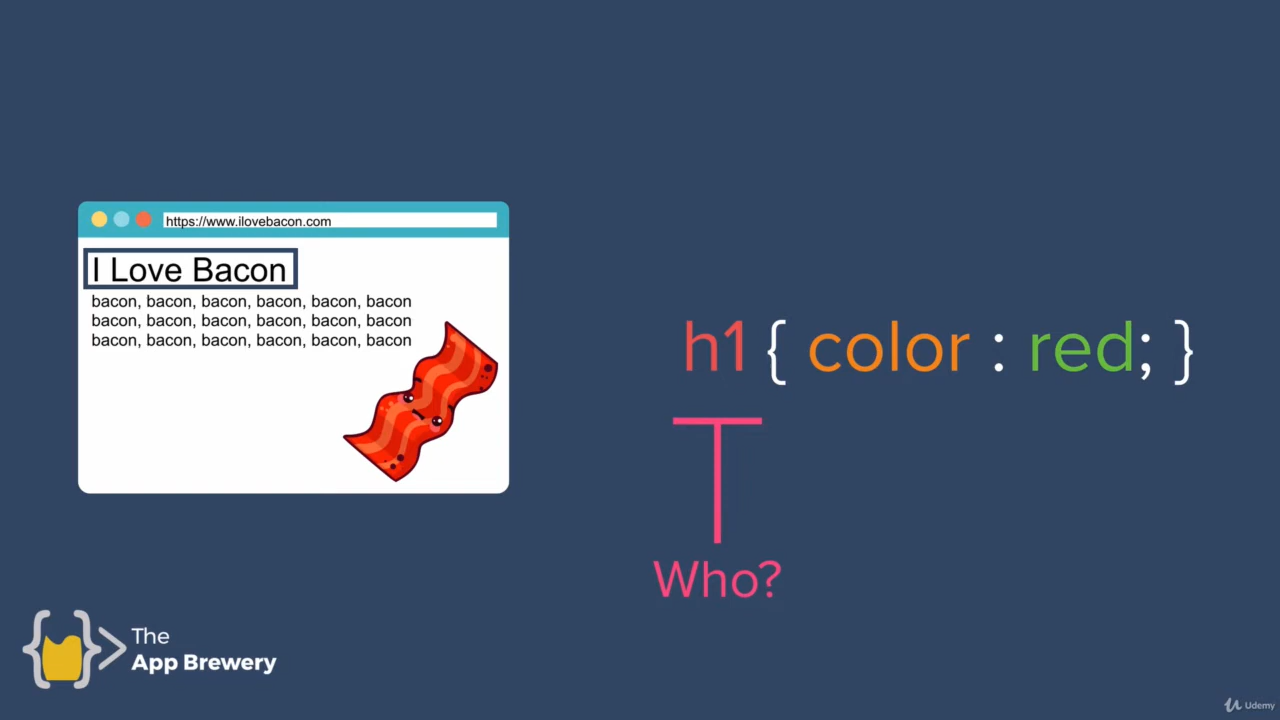 https://www.ilovebacon.com
I Love Bacon
bacon, bacon, bacon, bacon, bacon, bacon
bacon, bacon, bacon, bacon, bacon, bacon
bacon, bacon, bacon, bacon, bacon, bacon
h1 { color : red; }
Who?
The
App Brewery
Udemy